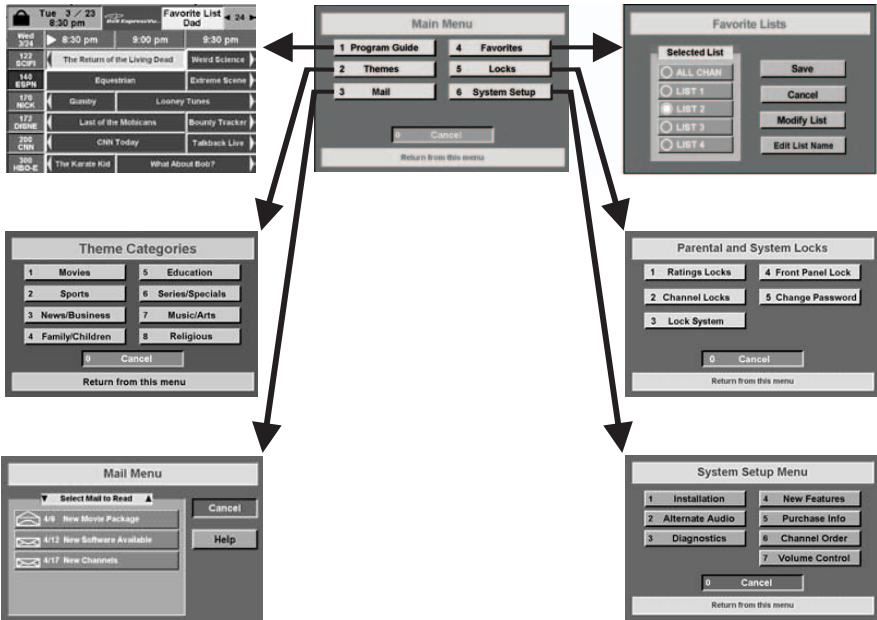 Tue 3 / 23
8:30 pm
Bell ExpressVu
Favorite List
Dad
24
Wed
3/24
8:30 pm 9:00 pm 9:30 pm
122
SCIFI
The Return of the Living Dead Weird Science
140
ESPN
Equestrian Extreme Scene
170
NICK
Gumby Looney Tunes
172
DISNE
Last of the Mohicans Bounty Tracker
200
CNN
CNN Today Talkback Live
300
HBO-E
The Karate Kid What About Bob?
Main Menu
1 Program Guide 4 Favorites
2 Themes 5 Locks
3 Mail 6 System Setup
0 Cancel
Return from this menu
Favorite Lists
Selected List
ALL CHAN
LIST 1
LIST 2
LIST 3
LIST 4
Save
Cancel
Modify List
Edit List Name
Theme Categories
1 Movies 5 Education
2 Sports 6 Series/Specials
3 News/Business 7 Music/Arts
4 Family/Children 8 Religious
0 Cancel
Return from this menu
Parental and System Locks
1 Ratings Locks 4 Front Panel Lock
2 Channel Locks 5 Change Password
3 Lock System
0 Cancel
Return from this menu
Mail Menu
Select Mail to Read
4/8 New Movie Package
4/12 New Software Available
4/17 New Channels
Cancel
Help
System Setup Menu
1 Installation 4 New Features
2 Alternate Audio 5 Purchase Info
3 Diagnostics 6 Channel Order
7 Volume Control
0 Cancel
Return from this menu